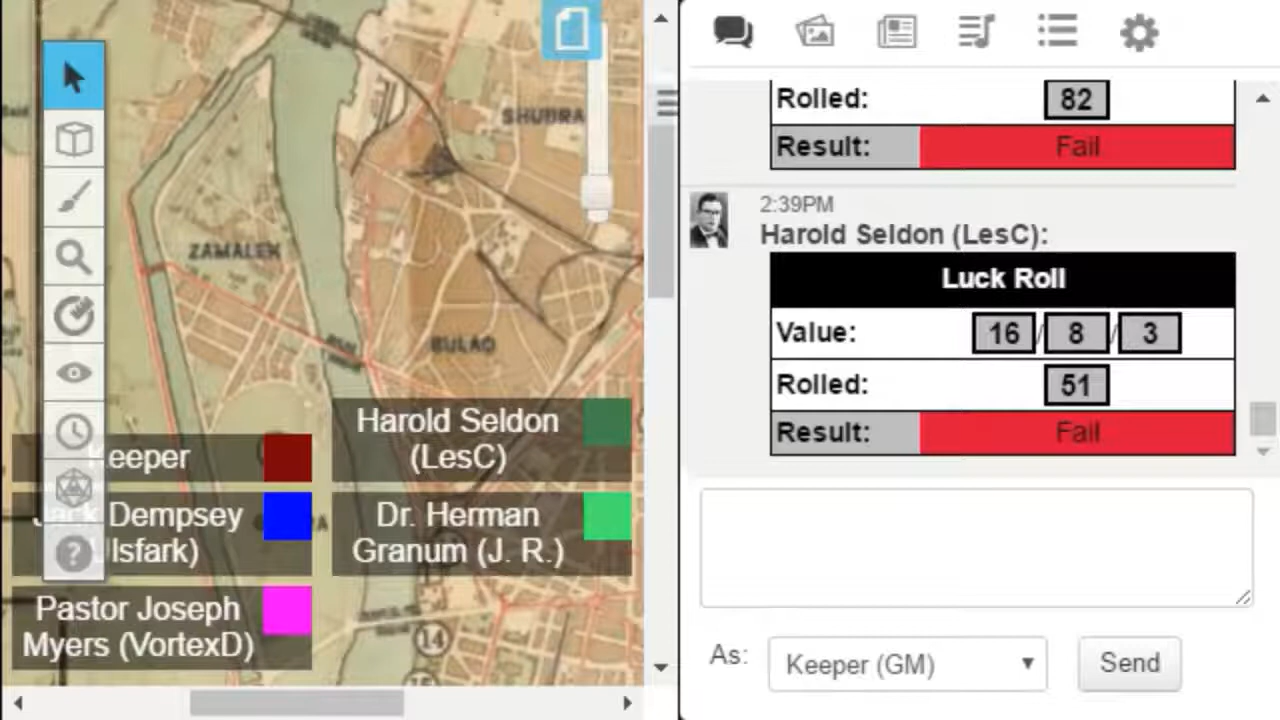 SHUBRA
ZAMALEK
BULAQ
Keeper
Harold Seldon
(LesC)
Dempsey
lsfark)
Dr. Herman
Granum (J. R.)
Pastor Joseph
Myers (VortexD)
14
?
Rolled: 82
Result: Fail
2:39PM
Harold Seldon (LesC):
Luck Roll
Value: 16 / 8 / 3
Rolled: 51
Result: Fail
As: Keeper (GM) Send